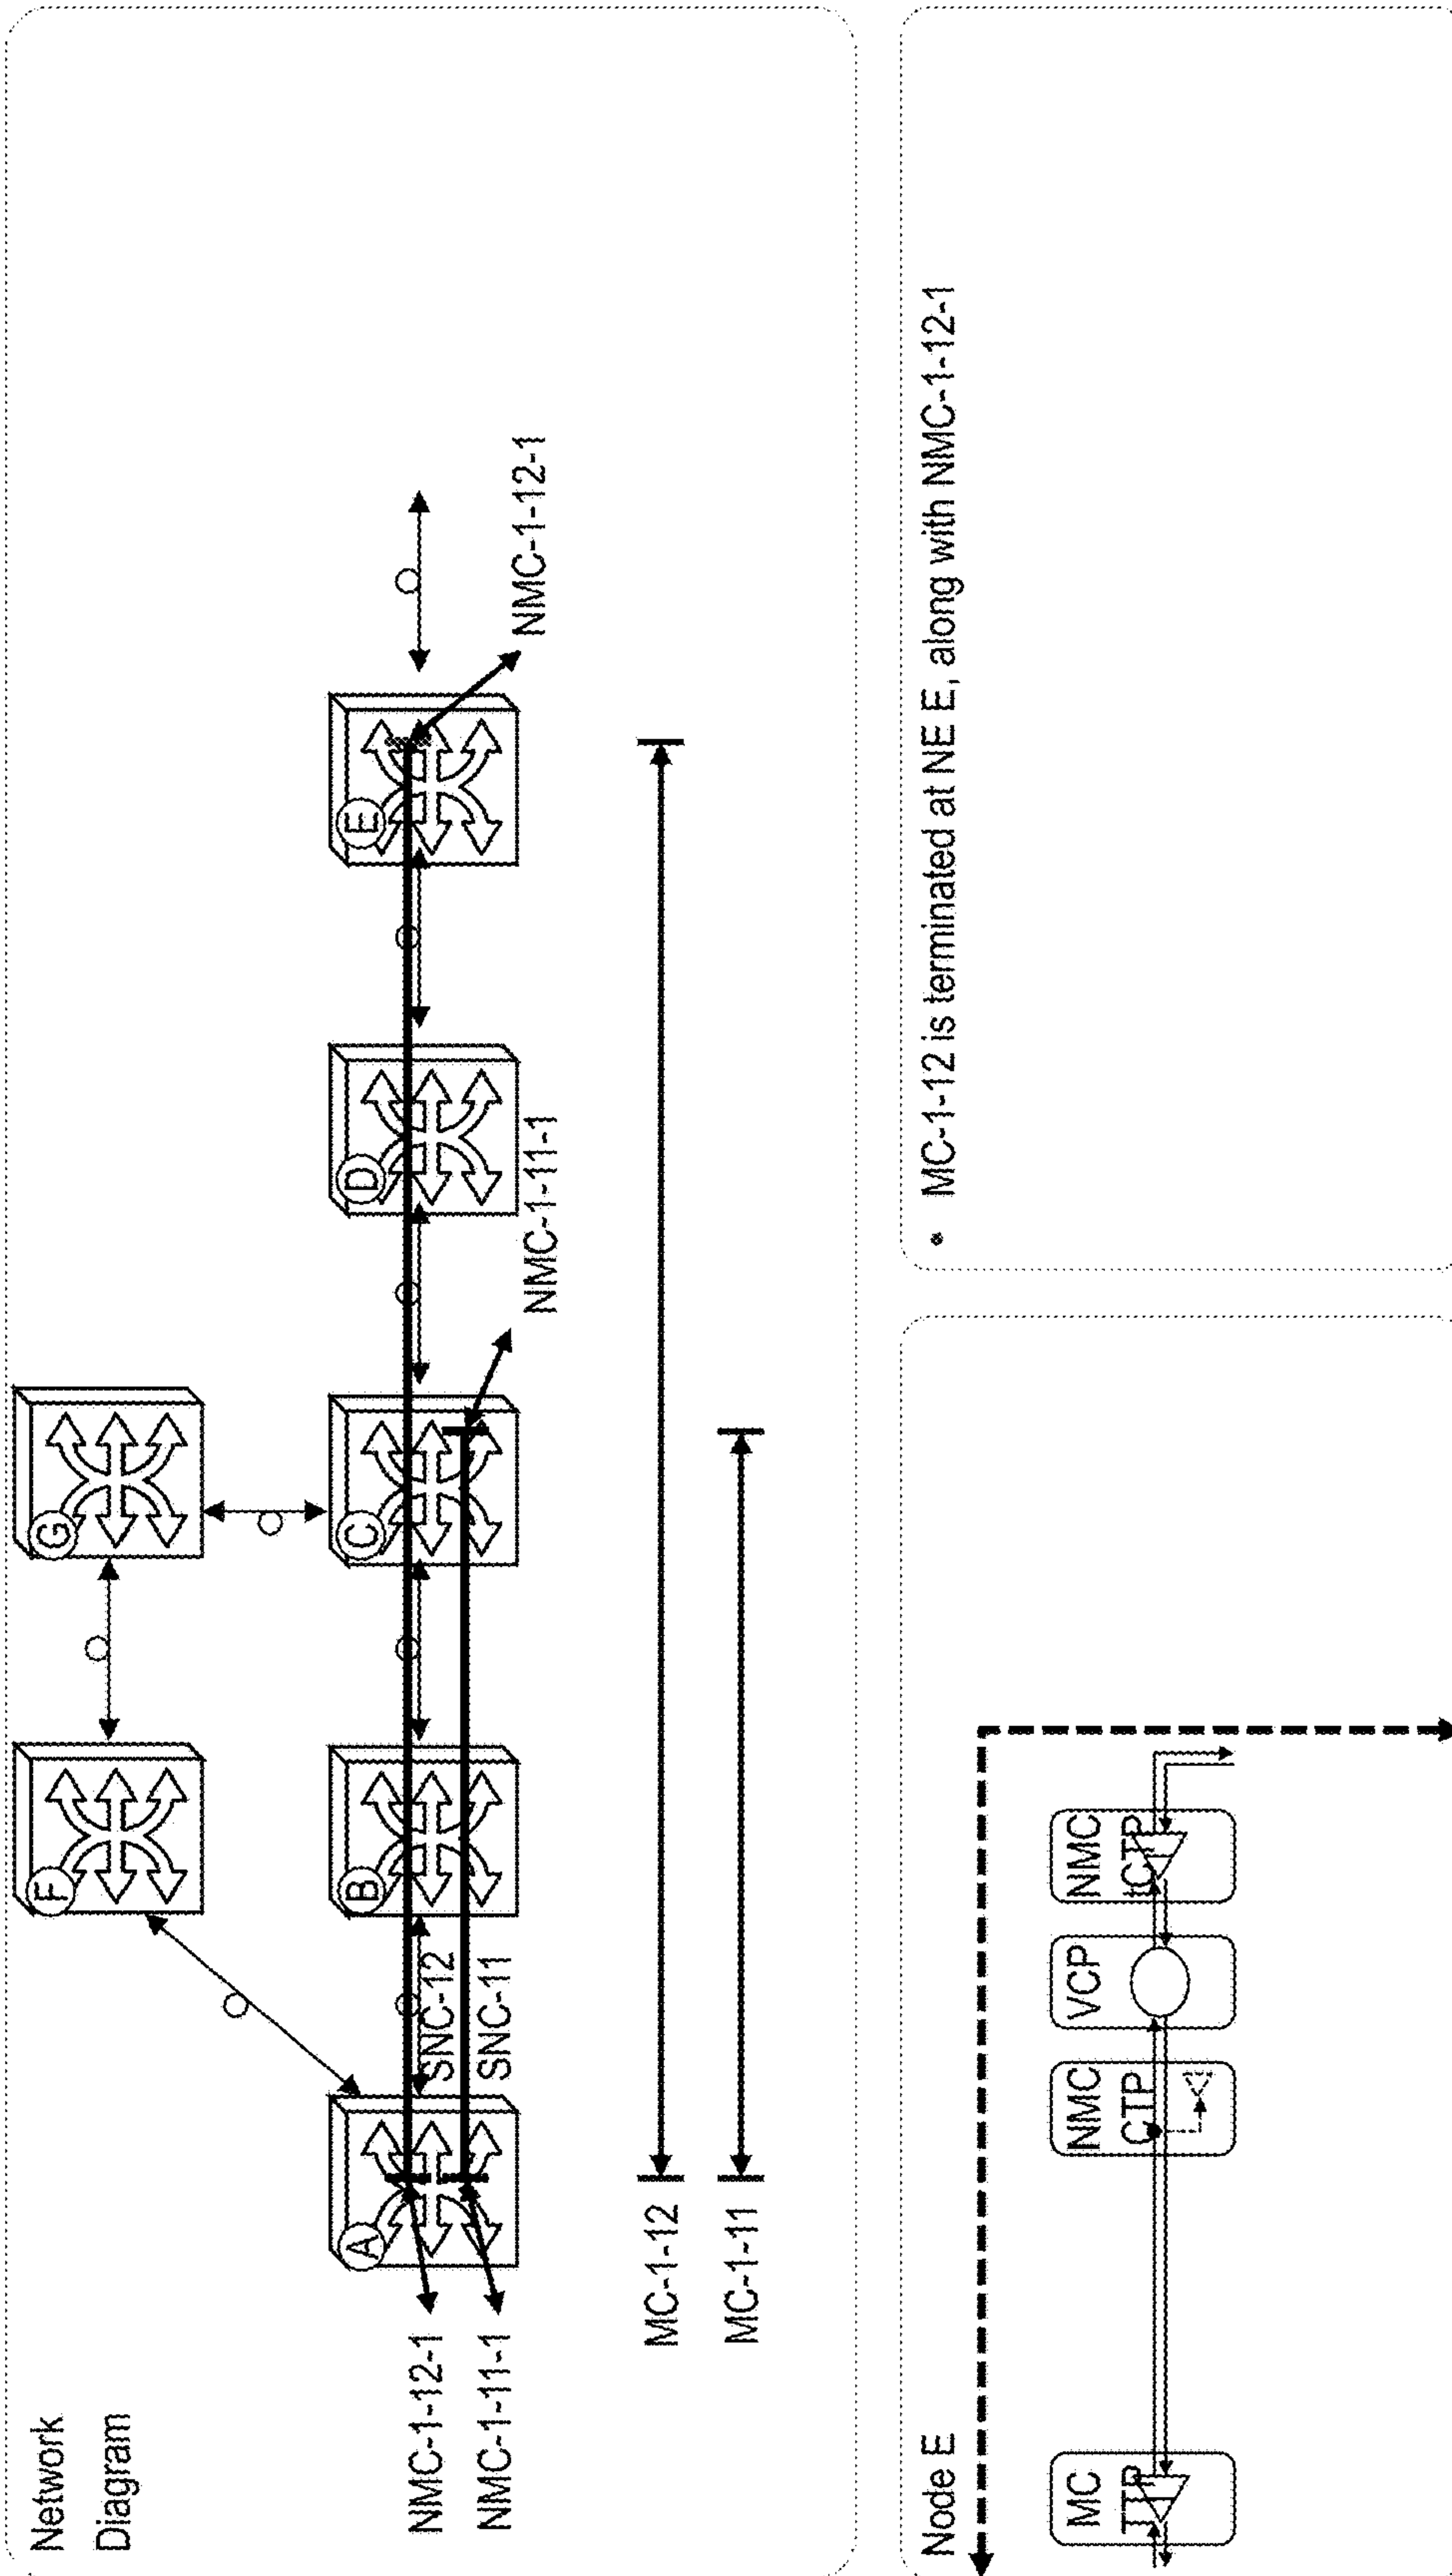 Network
Diagram
F
G
A
B
C
D
E
SNC-12
SNC-11
NMC-1-12-1
NMC-1-11-1
NMC-1-11-1
NMC-1-12-1
MC-1-12
MC-1-11
Node E
MC
TTP
NMC
CTP
VCP
NMC
tCTP
• MC-1-12 is terminated at NE E, along with NMC-1-12-1